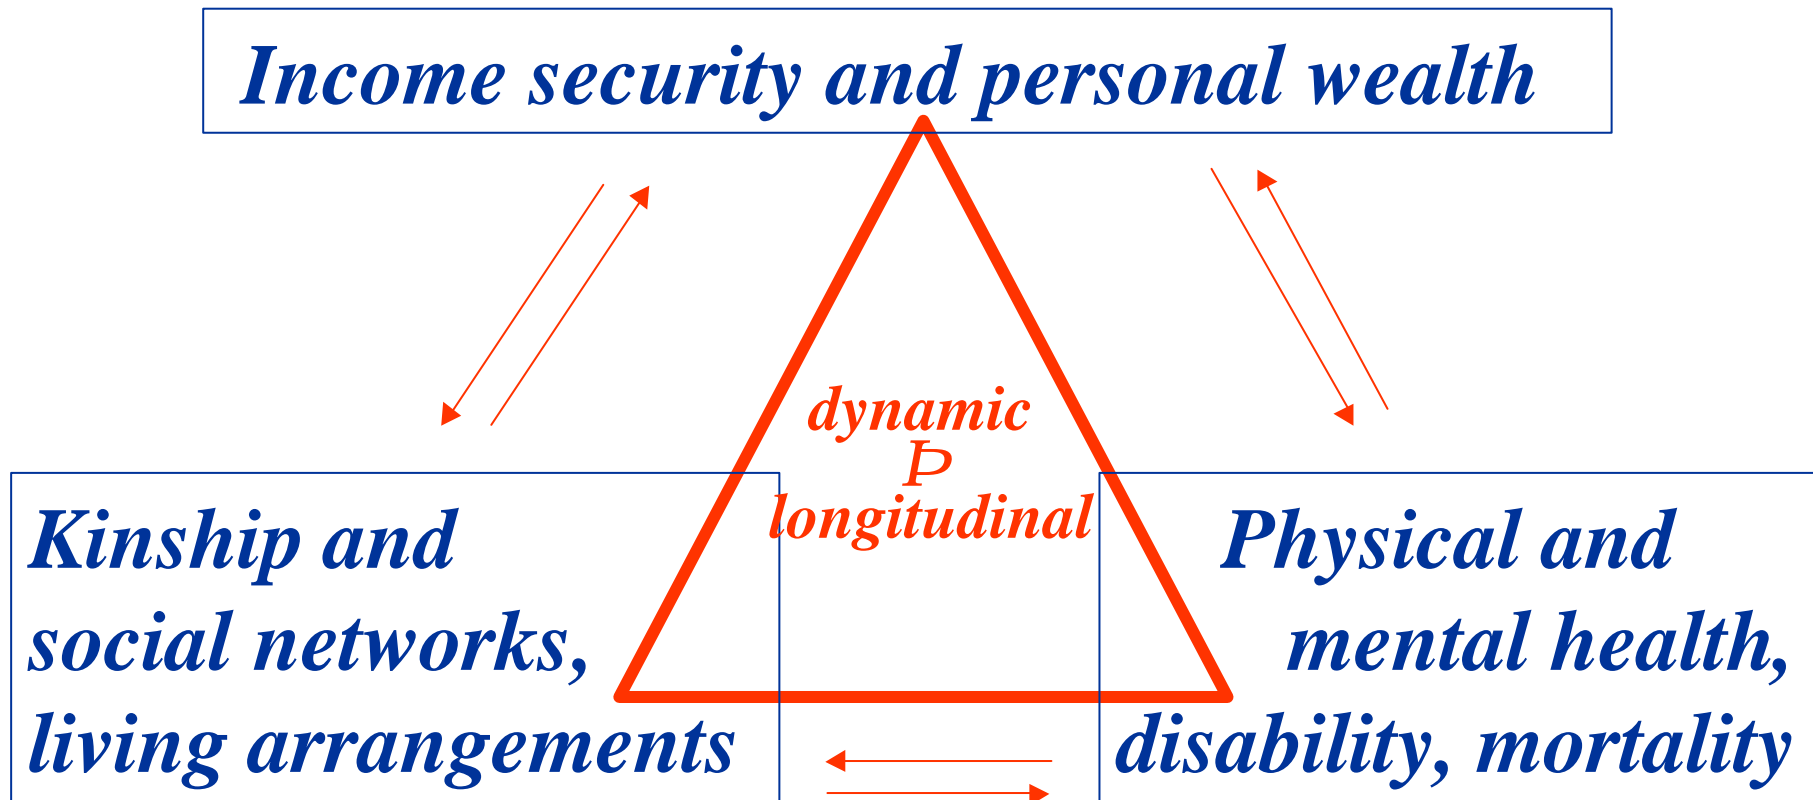 Income security and personal wealth
dynamic
Þ
longitudinal
Kinship and
social networks,
living arrangements
Physical and
mental health,
disability, mortality